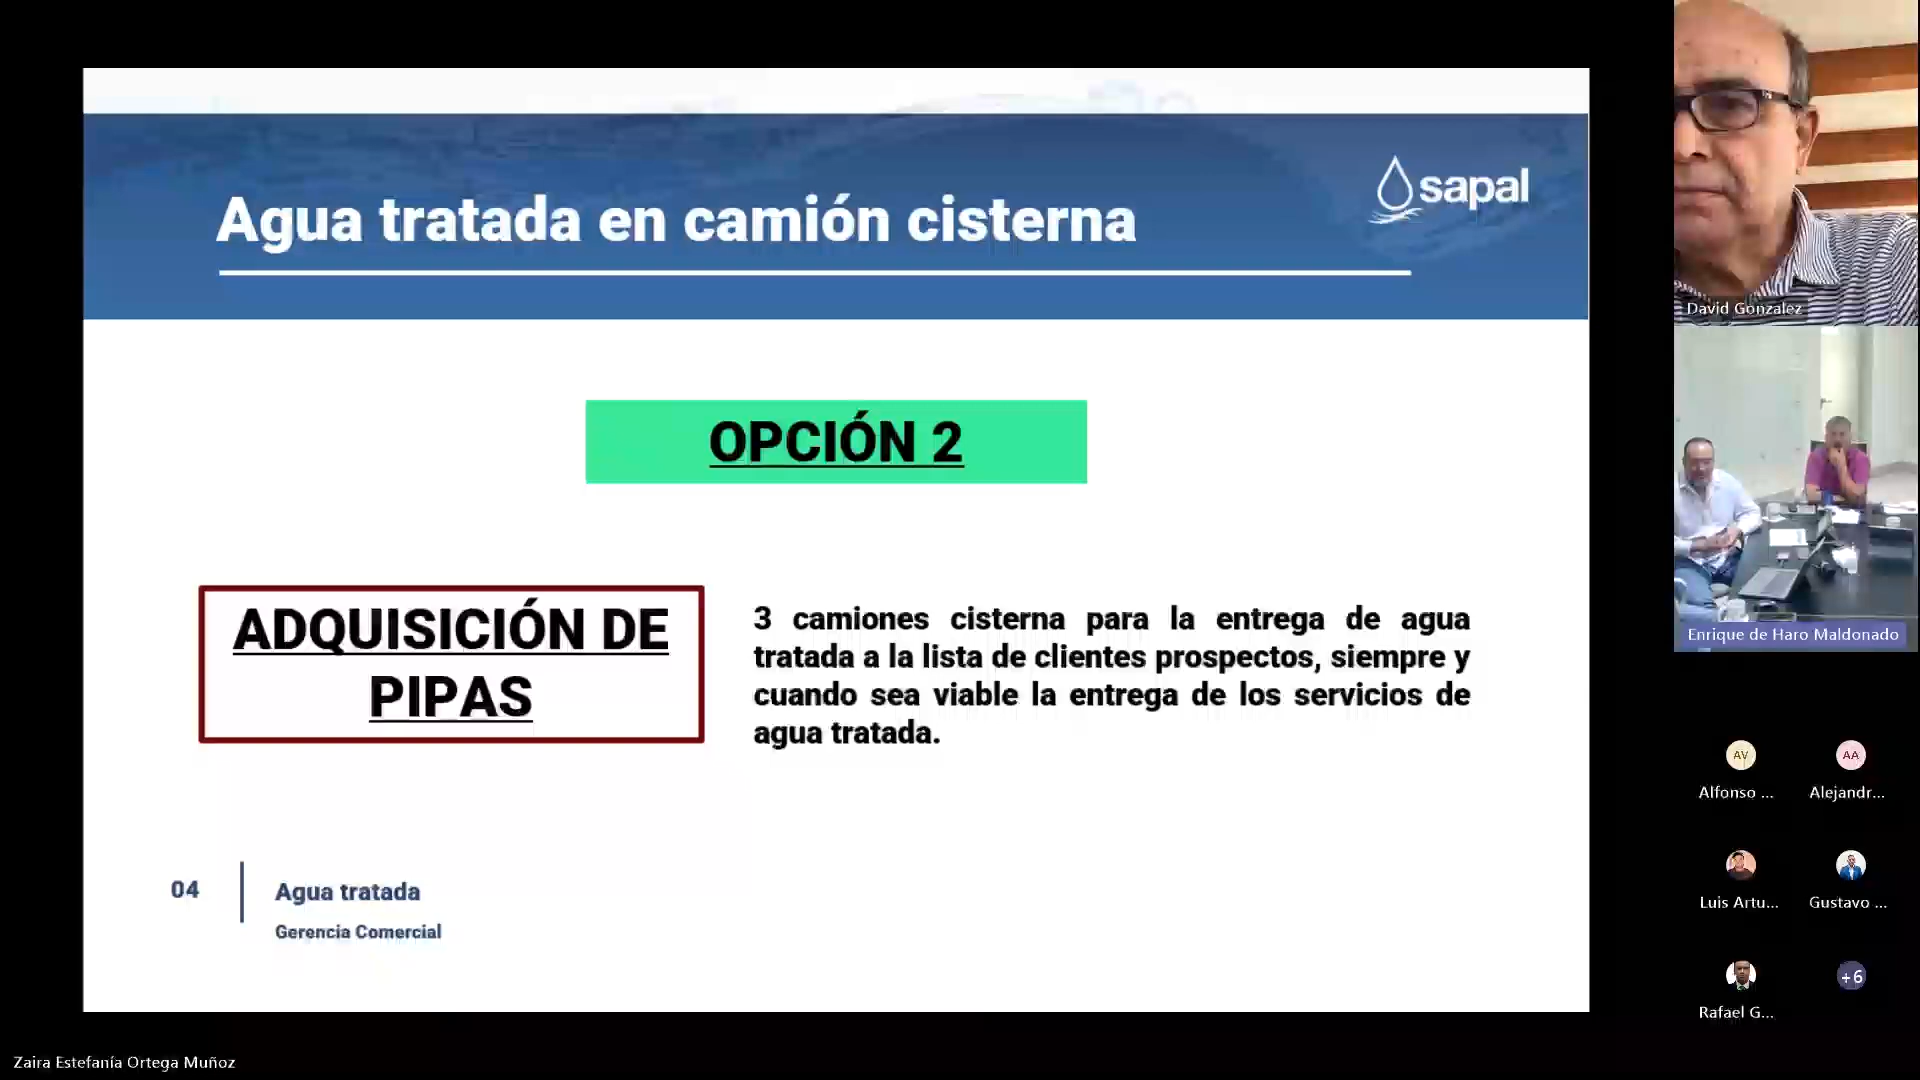 Agua tratada en camión cisterna
sapal
OPCIÓN 2
ADQUISICIÓN DE
PIPAS
3 camiones cisterna para la entrega de agua
tratada a la lista de clientes prospectos, siempre y
cuando sea viable la entrega de los servicios de
agua tratada.
04
Agua tratada
Gerencia Comercial
David Gonzalez
Enrique de Haro Maldonado
AV
AA
Alfonso ...
Alejandr...
Luis Artu...
Gustavo ...
+6
Rafael G...
Zaira Estefanía Ortega Muñoz